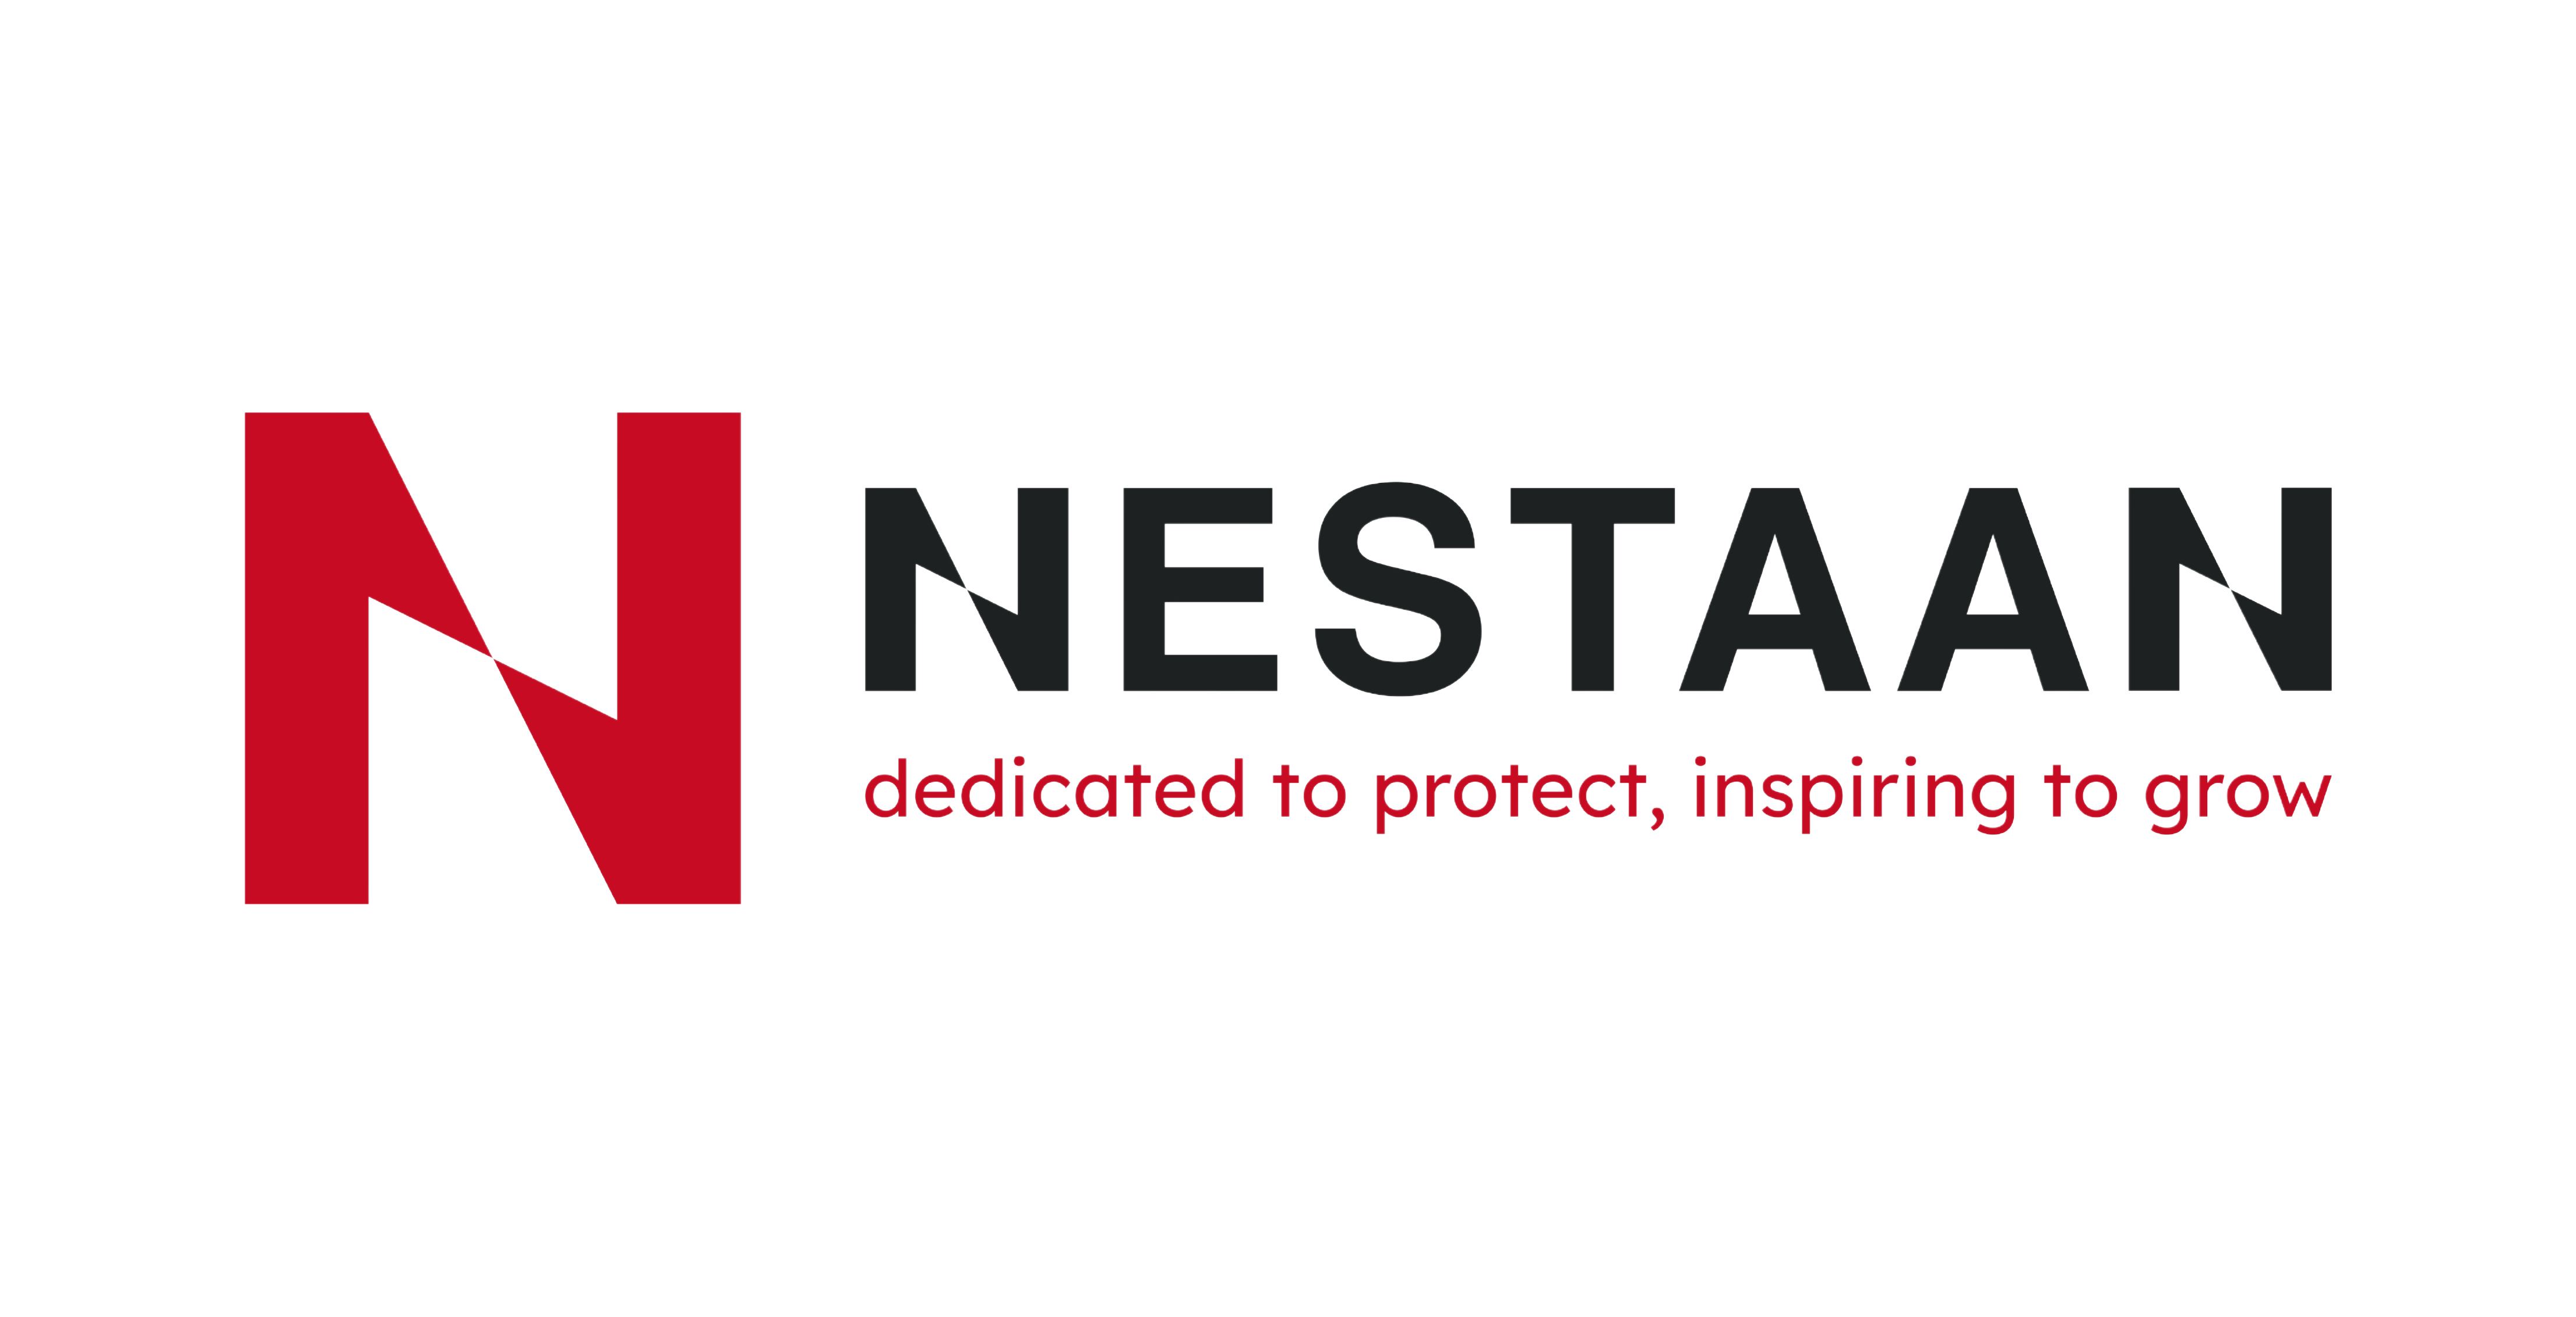 N
NESTAAN
dedicated to protect, inspiring to grow